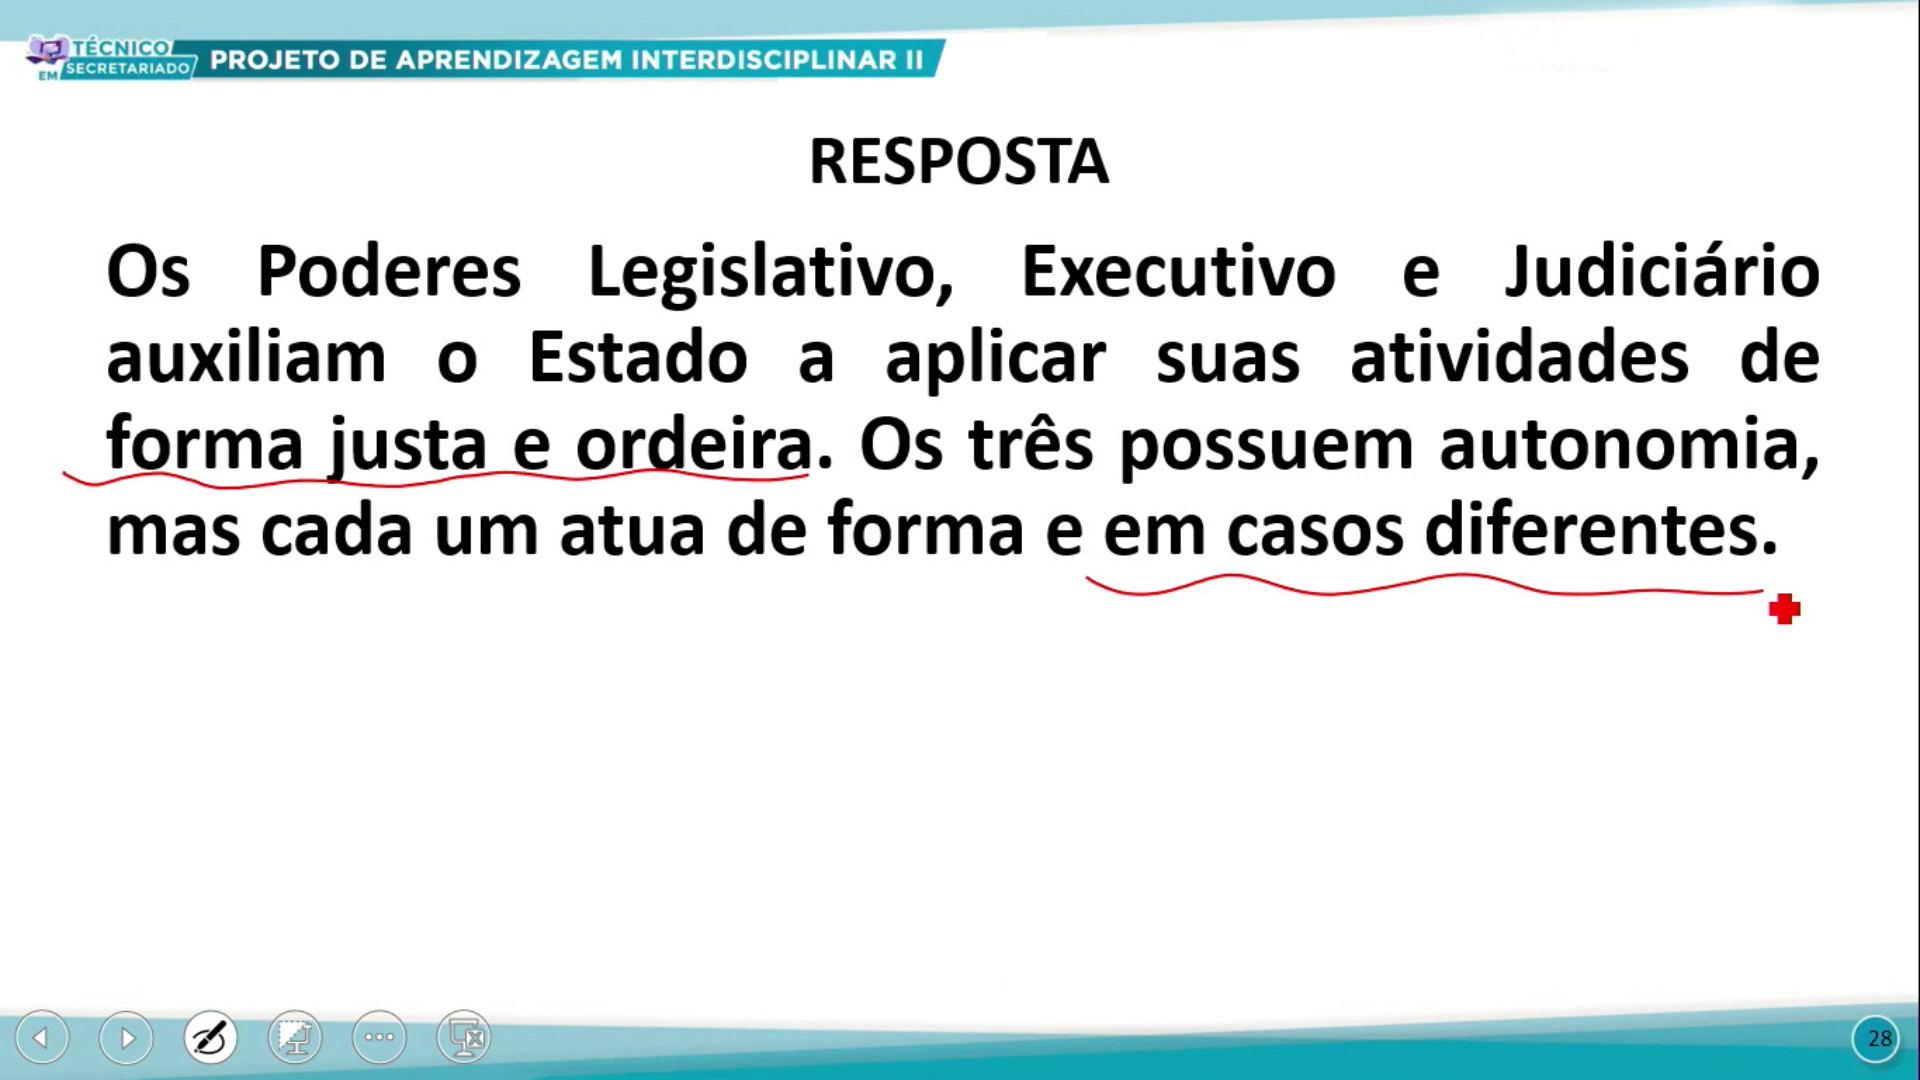 TÉCNICO
EM SECRETARIADO
PROJETO DE APRENDIZAGEM INTERDISCIPLINAR II
RESPOSTA
Os Poderes Legislativo, Executivo e Judiciário
auxiliam o Estado a aplicar suas atividades de
forma justa e ordeira. Os três possuem autonomia,
mas cada um atua de forma e em casos diferentes.
28